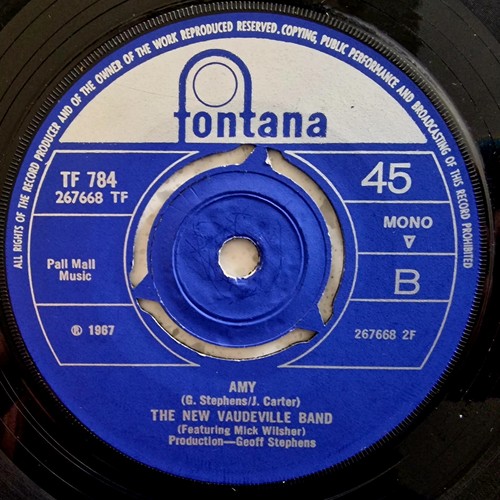 ALL RIGHTS OF THE RECORD PRODUCER AND OF THE OWNER OF THE WORK REPRODUCED RESERVED. COPYING, PUBLIC PERFORMANCE AND BROADCASTING OF THIS RECORD PROHIBITED
fontana
TF 784
267668 TF
45
MONO
Pall Mall
Music
B
℗ 1967
267668 2F
AMY
(G. Stephens/J. Carter)
THE NEW VAUDEVILLE BAND
(Featuring Mick Wilsher)
Production—Geoff Stephens